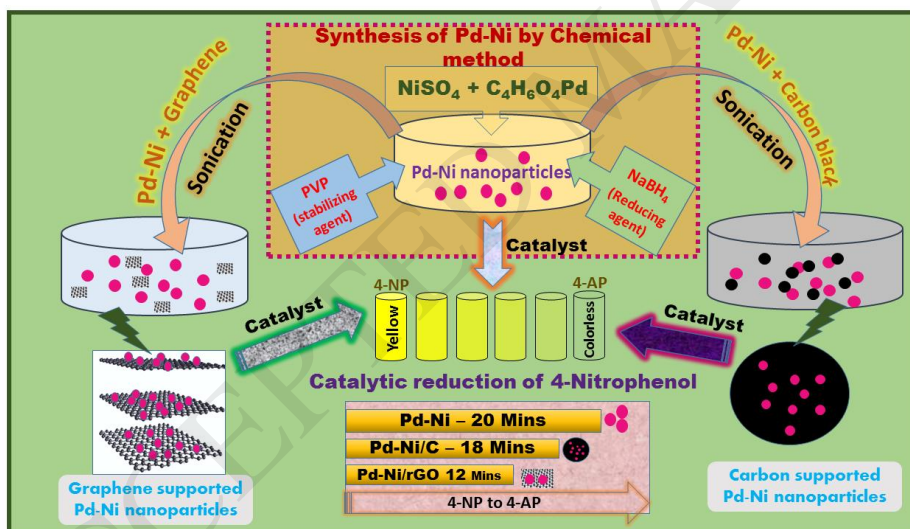 Synthesis of Pd-Ni by Chemical
method
NiSO₄ + C₄H₆O₄Pd
Pd-Ni + Graphene
Sonication
Pd-Ni + Carbon black
Sonication
Pd-Ni nanoparticles
PVP
(stabilizing
agent)
NaBH₄
(Reducing
agent)
Catalyst
4-NP
4-AP
Yellow
Colorless
Catalyst
Catalyst
Catalytic reduction of 4-Nitrophenol
Pd-Ni – 20 Mins
Pd-Ni/C – 18 Mins
Pd-Ni/rGO 12 Mins
4-NP to 4-AP
Graphene supported
Pd-Ni nanoparticles
Carbon supported
Pd-Ni nanoparticles